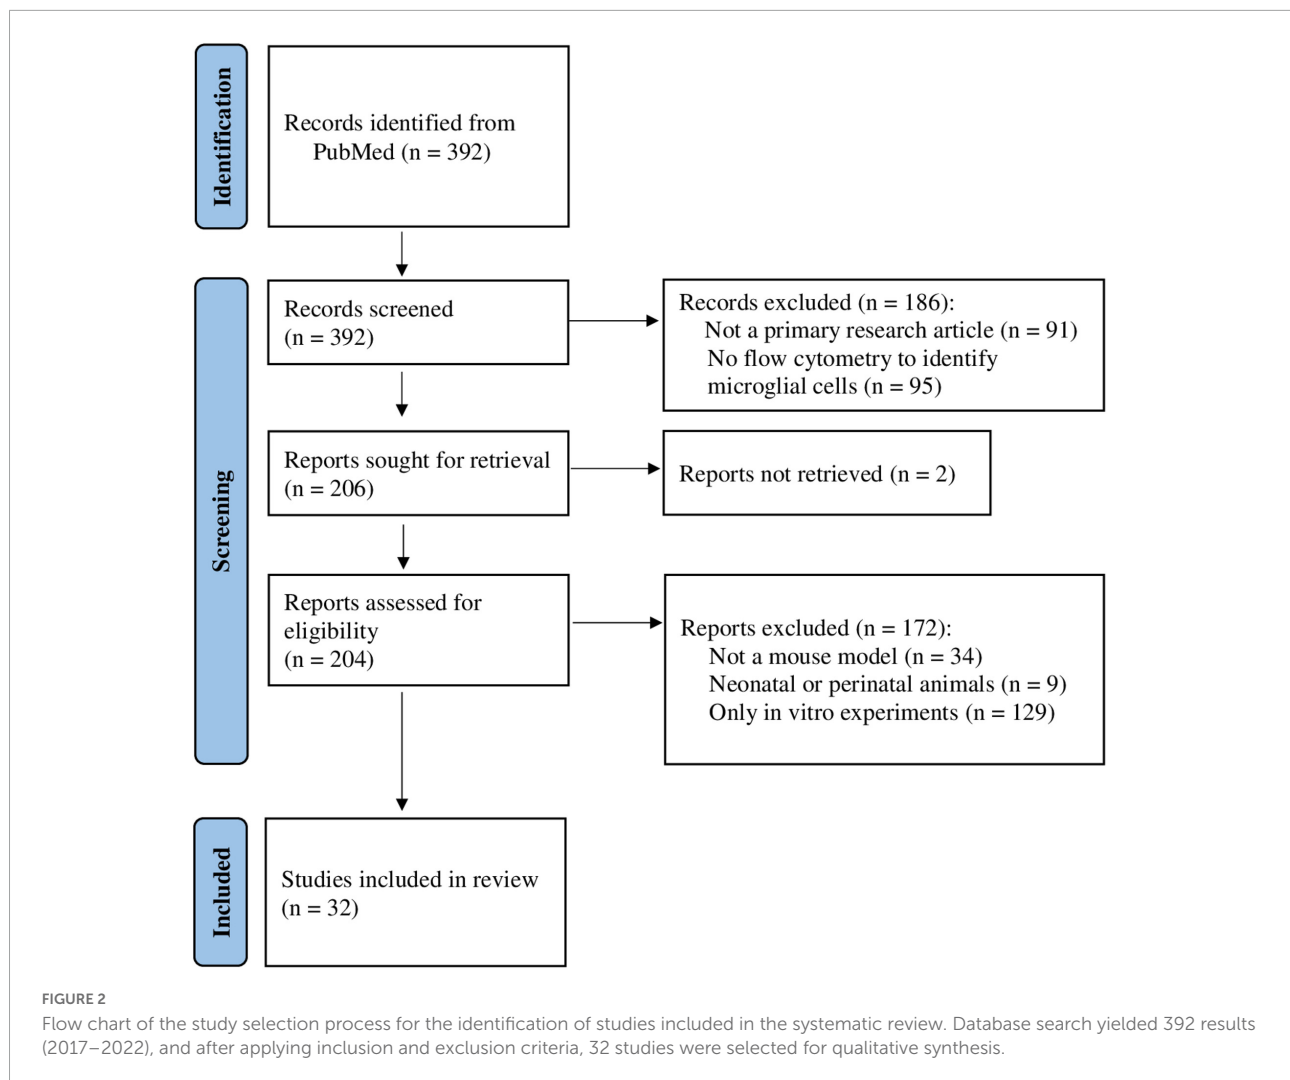 Identification
Records identified from
PubMed (n = 392)
Screening
Records screened
(n = 392)
Records excluded (n = 186):
Not a primary research article (n = 91)
No flow cytometry to identify
microglial cells (n = 95)
Reports sought for retrieval
(n = 206)
Reports not retrieved (n = 2)
Reports assessed for
eligibility
(n = 204)
Reports excluded (n = 172):
Not a mouse model (n = 34)
Neonatal or perinatal animals (n = 9)
Only in vitro experiments (n = 129)
Included
Studies included in review
(n = 32)
FIGURE 2
Flow chart of the study selection process for the identification of studies included in the systematic review. Database search yielded 392 results
(2017–2022), and after applying inclusion and exclusion criteria, 32 studies were selected for qualitative synthesis.